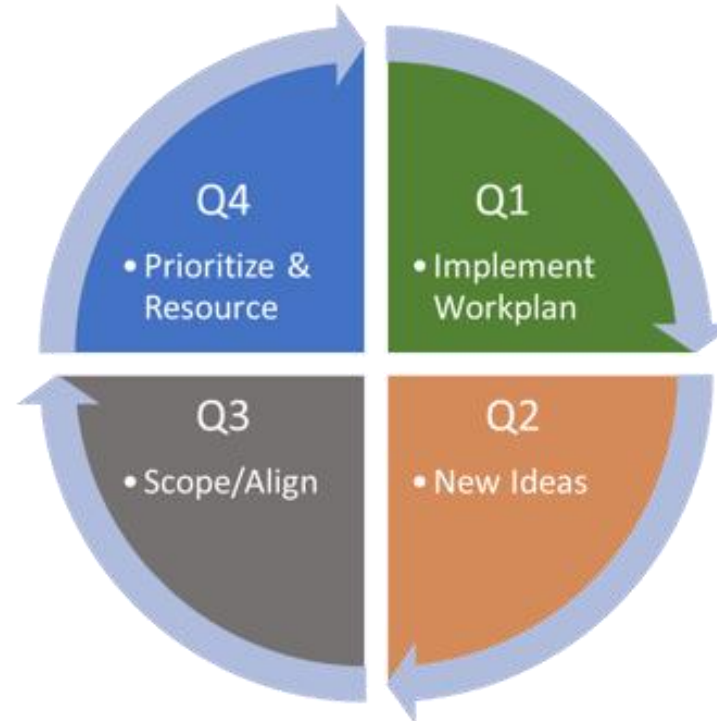 Q4
• Prioritize &
Resource
Q1
• Implement
Workplan
Q3
• Scope/Align
Q2
• New Ideas